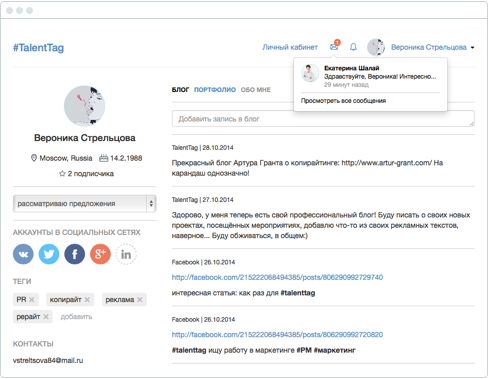 #TalentTag
Личный кабинет
1
Вероника Стрельцова
Екатерина Шалай
Здравствуйте, Вероника! Интересно...
29 минут назад
Просмотреть все сообщения
Вероника Стрельцова
Moscow, Russia 14.2.1988
2 подписчика
рассматриваю предложения
АККАУНТЫ В СОЦИАЛЬНЫХ СЕТЯХ
ТЕГИ
PR × копирайт × реклама ×
рерайт × добавить
КОНТАКТЫ
vstreltsova84@mail.ru
БЛОГ ПОРТФОЛИО ОБО МНЕ
Добавить запись в блог
TalentTag | 28.10.2014
Прекрасный блог Артура Гранта о копирайтинге: http://www.artur-grant.com/ На
карандаш однозначно!
TalentTag | 27.10.2014
Здорово, у меня теперь есть свой профессиональный блог! Буду писать о своих новых
проектах, посещённых мероприятиях, добавлю что-то из своих рекламных текстов,
наверное... Буду обживаться, в общем:)
Facebook | 26.10.2014
http://facebook.com/215222068494385/posts/806290992729740
интересная статья: как раз для #talenttag
Facebook | 26.10.2014
http://facebook.com/215222068494385/posts/806290992720820
#talenttag ищу работу в маркетинге #PM #маркетинг